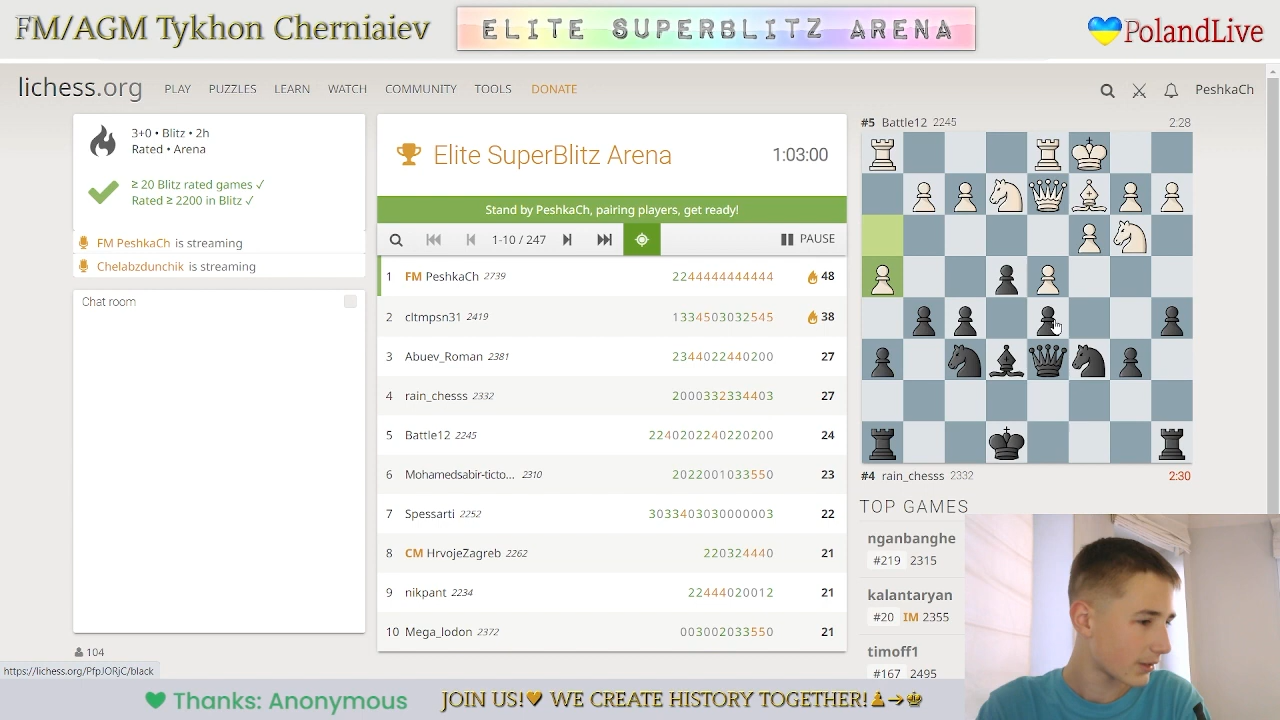 FM/AGM Tykhon Cherniaiev
ELITE SUPERBLITZ ARENA
PolandLive
lichess.org
PLAY PUZZLES LEARN WATCH COMMUNITY TOOLS DONATE
PeshkaCh
3+0 • Blitz • 2h
Rated • Arena
≥ 20 Blitz rated games ✓
Rated ≥ 2200 in Blitz ✓
FM PeshkaCh is streaming
Chelabzdunchik is streaming
Chat room
104
https://lichess.org/PfpJORjC/black
Elite SuperBlitz Arena 1:03:00
Stand by PeshkaCh, pairing players, get ready!
1-10 / 247 PAUSE
1 FM PeshkaCh 2739 2244444444444 48
2 cltmpsn31 2419 1334503032545 38
3 Abuev_Roman 2381 2344022440200 27
4 rain_chesss 2332 2000332334403 27
5 Battle12 2245 2240202240220200 24
6 Mohamedsabir-ticto... 2310 2022001033550 23
7 Spessarti 2252 3033403030000003 22
8 CM HrvojeZagreb 2262 220324440 21
9 nikpant 2234 22444020012 21
10 Mega_lodon 2372 003002033550 21
#5 Battle12 2245 2:28
#4 rain_chesss 2332 2:30
TOP GAMES
nganbanghe
#219 2315
kalantaryan
#20 IM 2355
timoff1
#167 2495
Thanks: Anonymous
JOIN US! WE CREATE HISTORY TOGETHER!